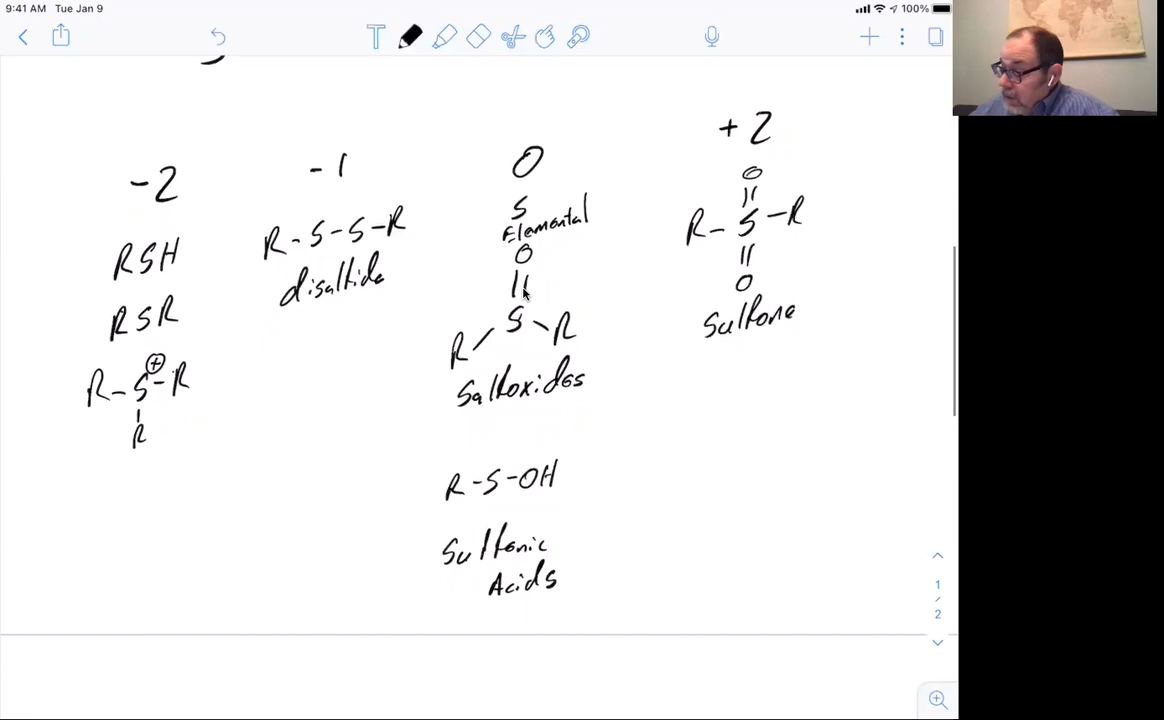 9:41 AM Tue Jan 9
100%
T
-2
RSH
RSR
R-S-R
+
R
-1
R-S-S-R
disulfide
0
S
Elemental
O
S
R R
Sulfoxides
R-S-OH
Sulfonic
Acids
+2
O
R-S-R
O
Sulfone
1
/
2